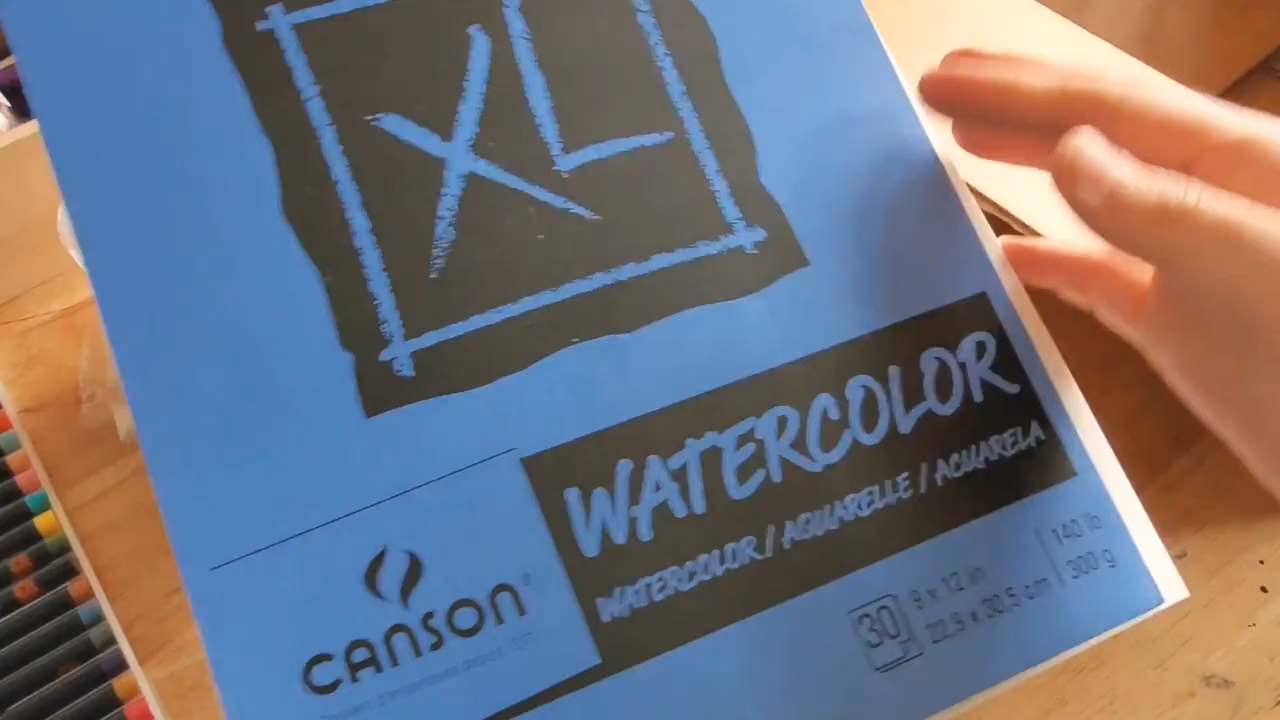 XL
WATERCOLOR
WATERCOLOR / AQUARELLE / ACUARELA
CANSON®
30
9 x 12 in
22,9 x 30,5 cm
140 lb
300 g